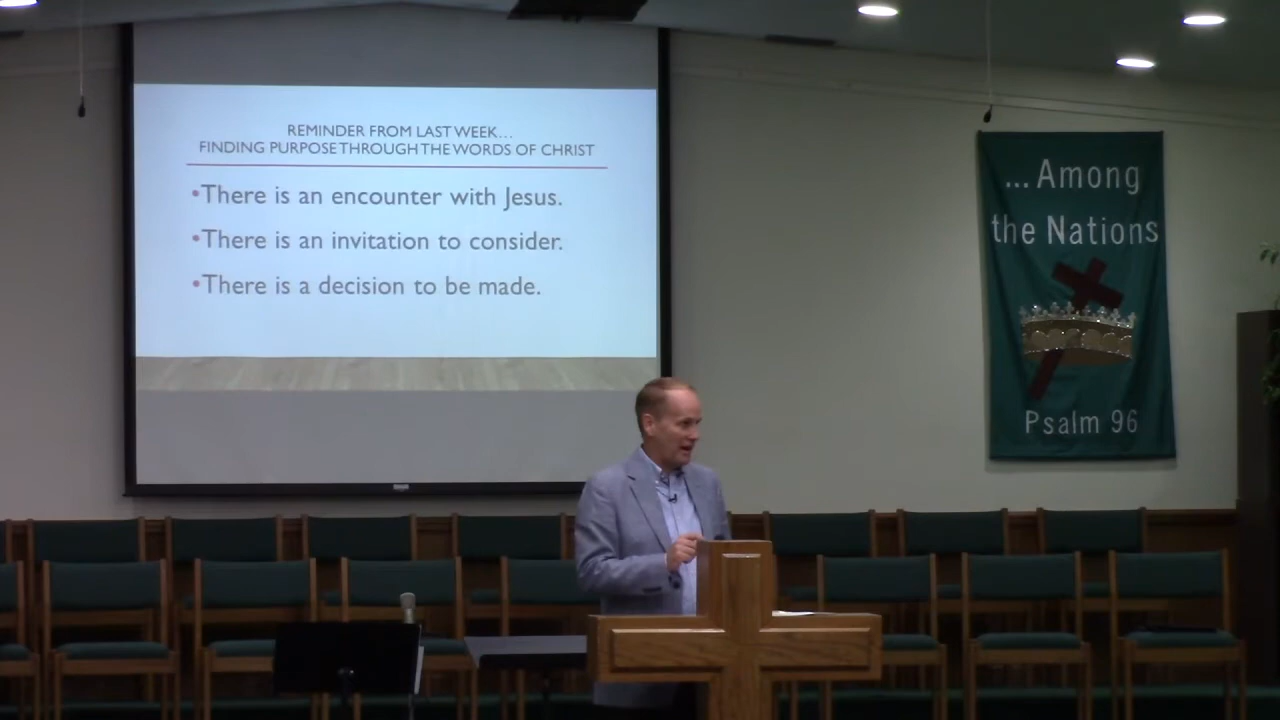 REMINDER FROM LAST WEEK...
FINDING PURPOSE THROUGH THE WORDS OF CHRIST
•There is an encounter with Jesus.
•There is an invitation to consider.
•There is a decision to be made.
...Among
the Nations
Psalm 96